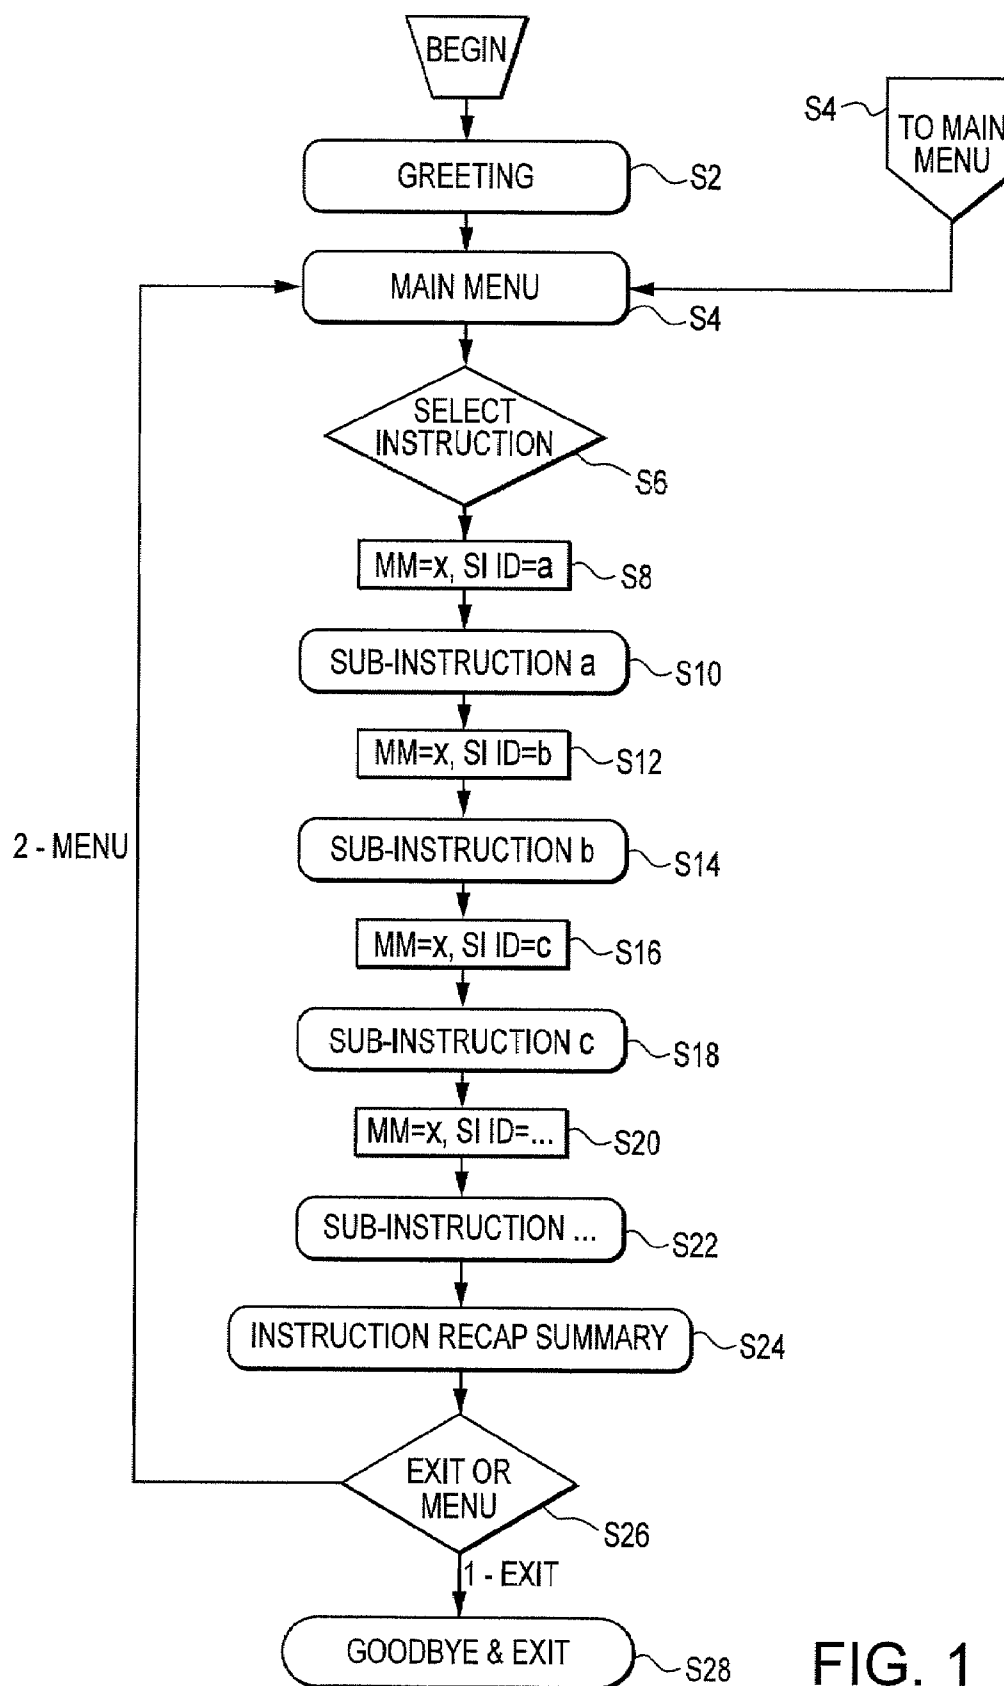 BEGIN
GREETING
S2
S4
TO MAIN
MENU
MAIN MENU
S4
SELECT
INSTRUCTION
S6
MM=x, SI ID=a
S8
SUB-INSTRUCTION a
S10
MM=x, SI ID=b
S12
SUB-INSTRUCTION b
S14
2 - MENU
MM=x, SI ID=c
S16
SUB-INSTRUCTION c
S18
MM=x, SI ID=...
S20
SUB-INSTRUCTION ...
S22
INSTRUCTION RECAP SUMMARY
S24
EXIT OR
MENU
S26
1 - EXIT
GOODBYE & EXIT
S28
FIG. 1